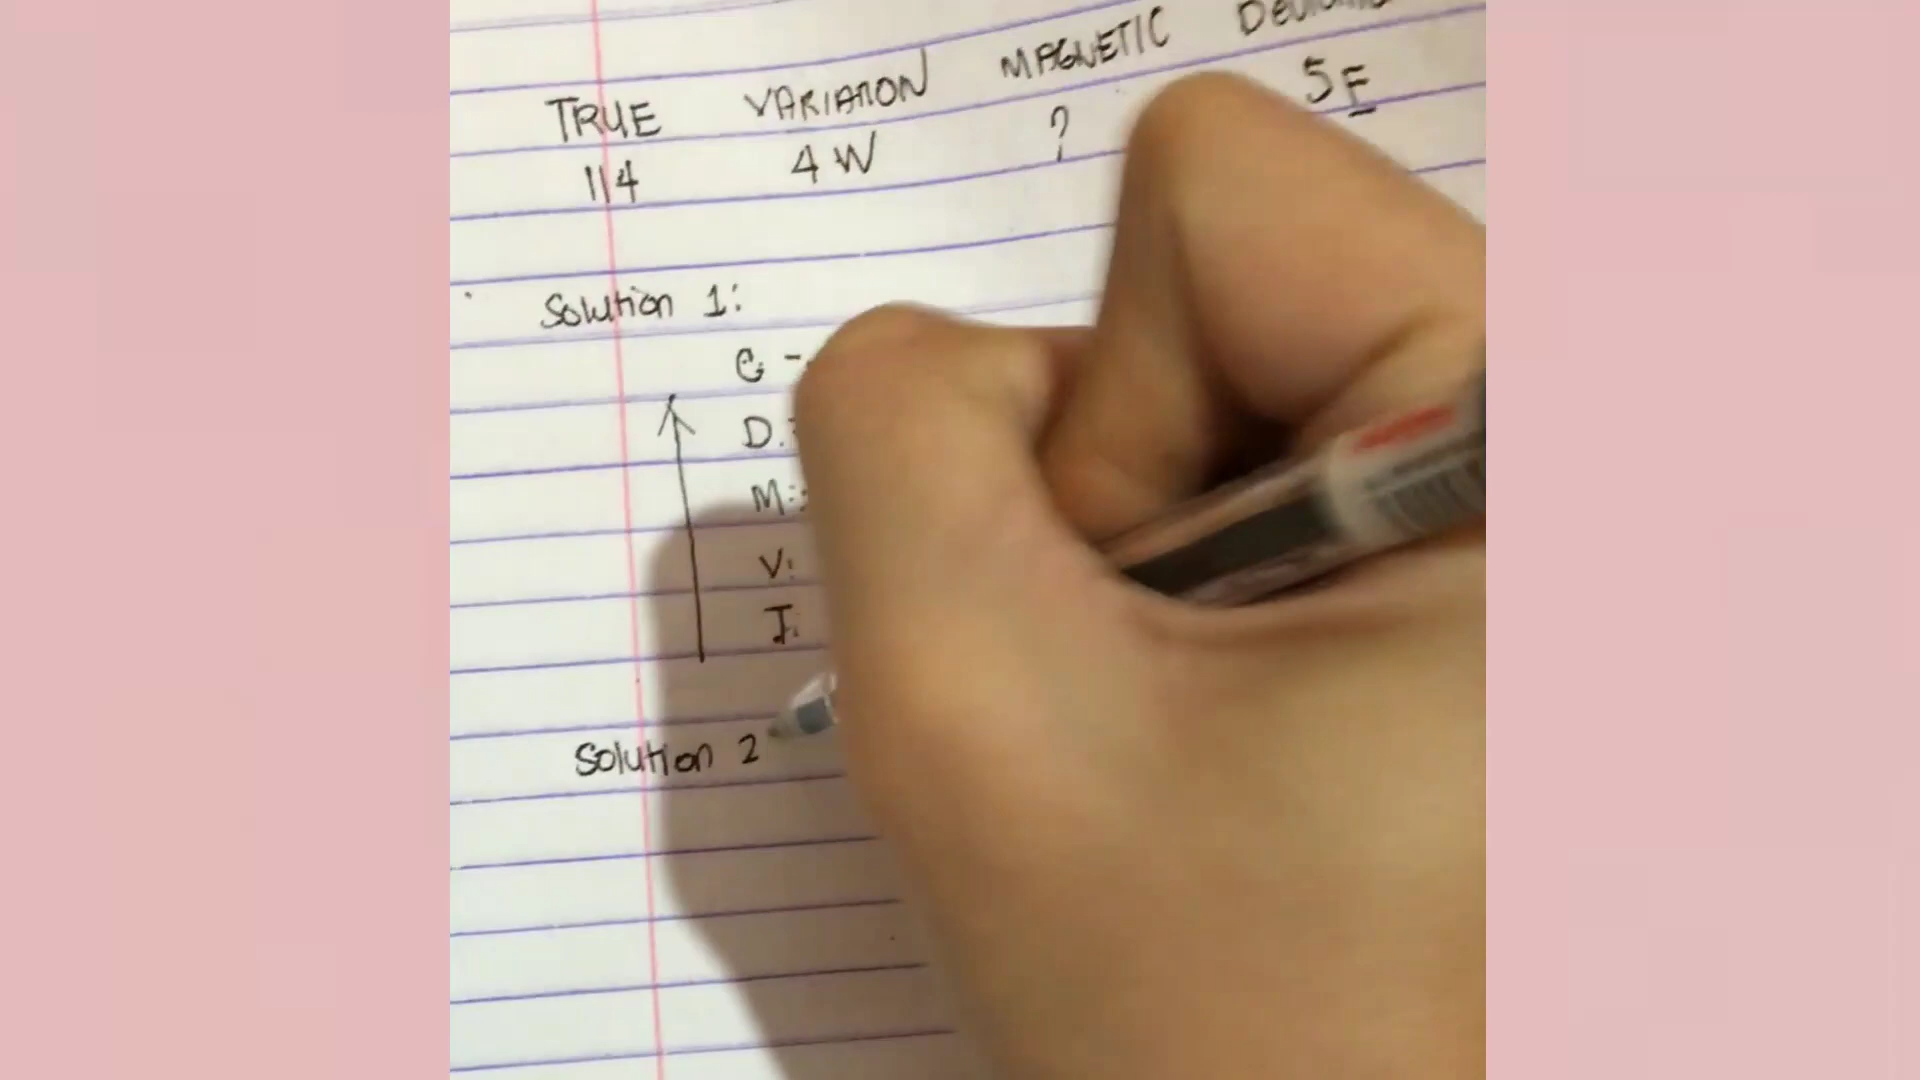 TRUE VARIATION MAGNETIC
114 4W ? 5E
Solution 1:
C -
D.
M:
V:
T:
Solution 2